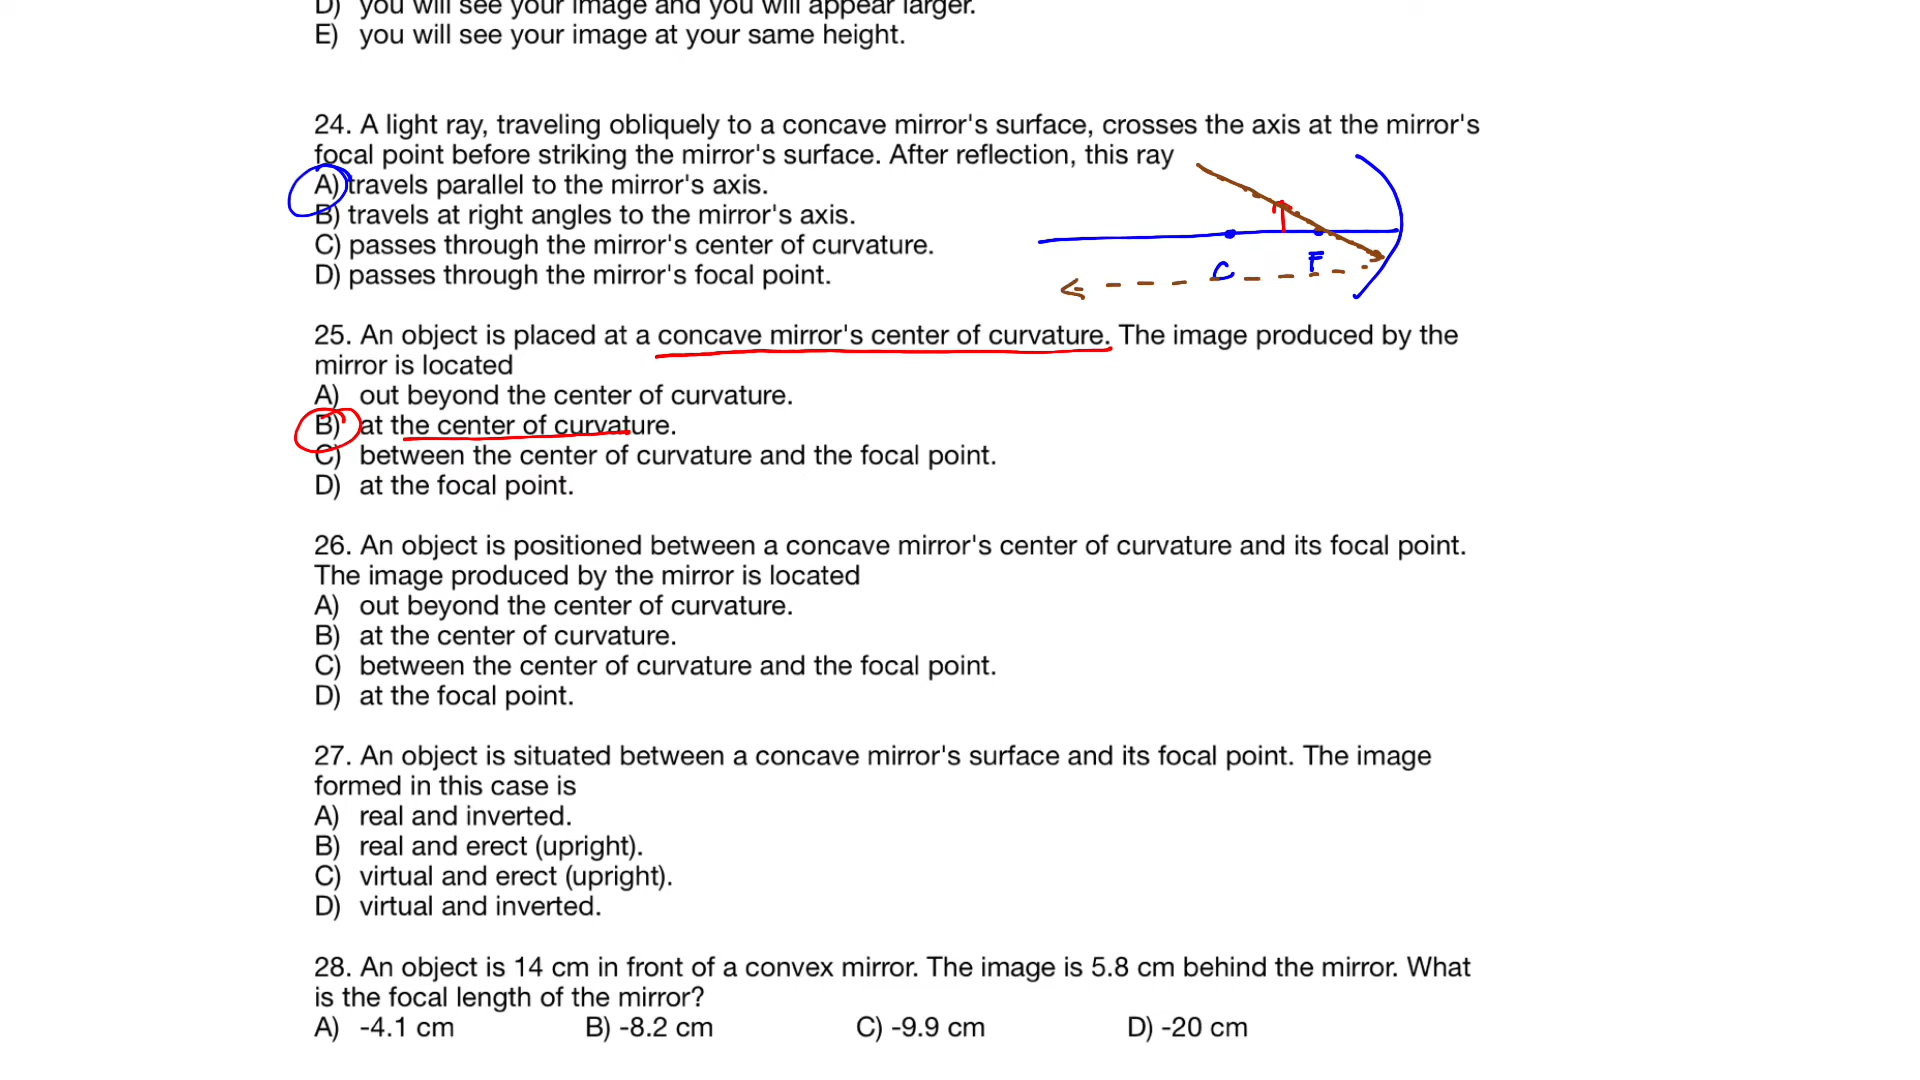 D) you will see your image and you will appear larger.
E) you will see your image at your same height.
24. A light ray, traveling obliquely to a concave mirror's surface, crosses the axis at the mirror's
focal point before striking the mirror's surface. After reflection, this ray
A) travels parallel to the mirror's axis.
B) travels at right angles to the mirror's axis.
C) passes through the mirror's center of curvature.
D) passes through the mirror's focal point.
C F
25. An object is placed at a concave mirror's center of curvature. The image produced by the
mirror is located
A) out beyond the center of curvature.
B) at the center of curvature.
C) between the center of curvature and the focal point.
D) at the focal point.
26. An object is positioned between a concave mirror's center of curvature and its focal point.
The image produced by the mirror is located
A) out beyond the center of curvature.
B) at the center of curvature.
C) between the center of curvature and the focal point.
D) at the focal point.
27. An object is situated between a concave mirror's surface and its focal point. The image
formed in this case is
A) real and inverted.
B) real and erect (upright).
C) virtual and erect (upright).
D) virtual and inverted.
28. An object is 14 cm in front of a convex mirror. The image is 5.8 cm behind the mirror. What
is the focal length of the mirror?
A) -4.1 cm B) -8.2 cm C) -9.9 cm D) -20 cm